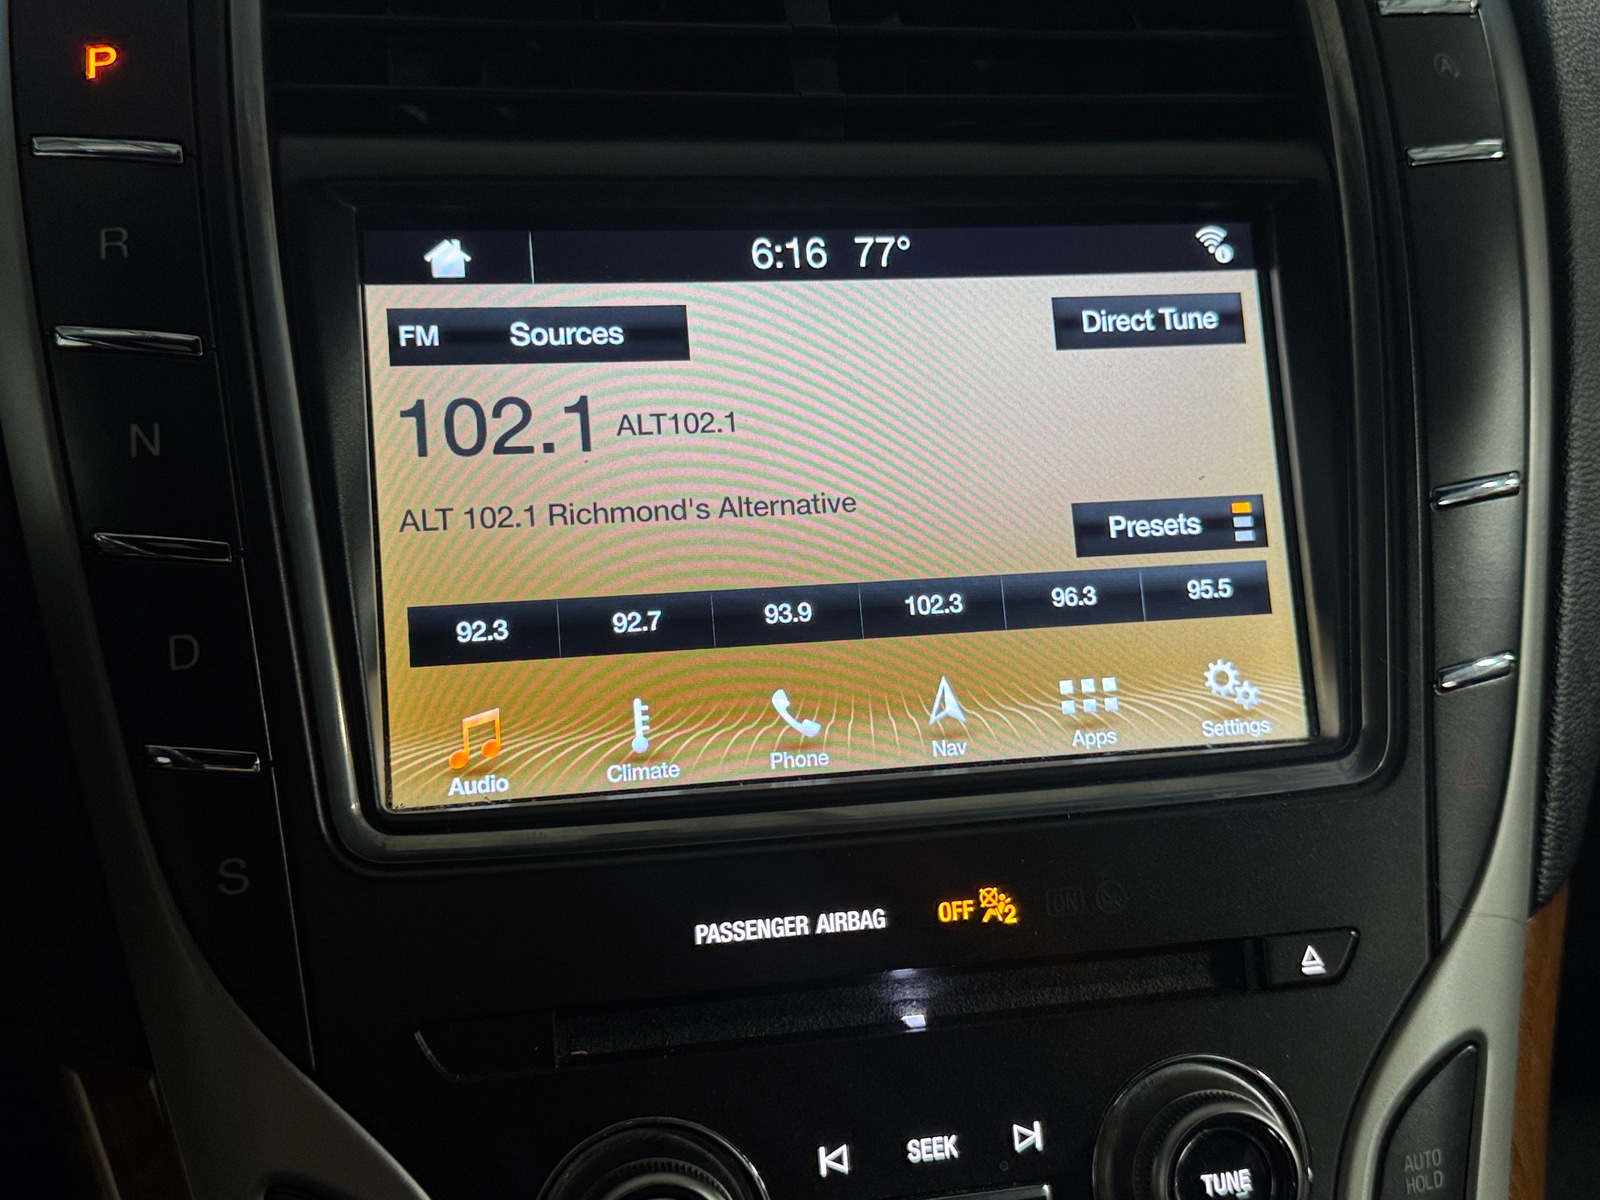 P
R
N
D
S
6:16 77°
FM Sources
Direct Tune
102.1 ALT102.1
ALT 102.1 Richmond's Alternative
Presets
92.3 92.7 93.9 102.3 96.3 95.5
Audio Climate Phone Nav Apps Settings
PASSENGER AIRBAG OFF 2 ON
SEEK
TUNE
AUTO
HOLD
A